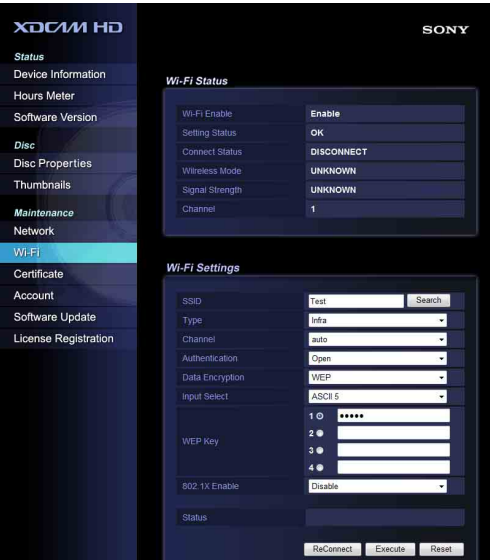 XDCAM HD
SONY
Status
Device Information
Hours Meter
Software Version
Disc
Disc Properties
Thumbnails
Maintenance
Network
Wi-Fi
Certificate
Account
Software Update
License Registration
Wi-Fi Status
Wi-Fi Enable Enable
Setting Status OK
Connect Status DISCONNECT
Wilreless Mode UNKNOWN
Signal Strength UNKNOWN
Channel 1
Wi-Fi Settings
SSID Test Search
Type Infra
Channel auto
Authentication Open
Data Encryption WEP
Input Select ASCII 5
WEP Key
1 •••••
2
3
4
802.1X Enable Disable
Status
ReConnect Execute Reset